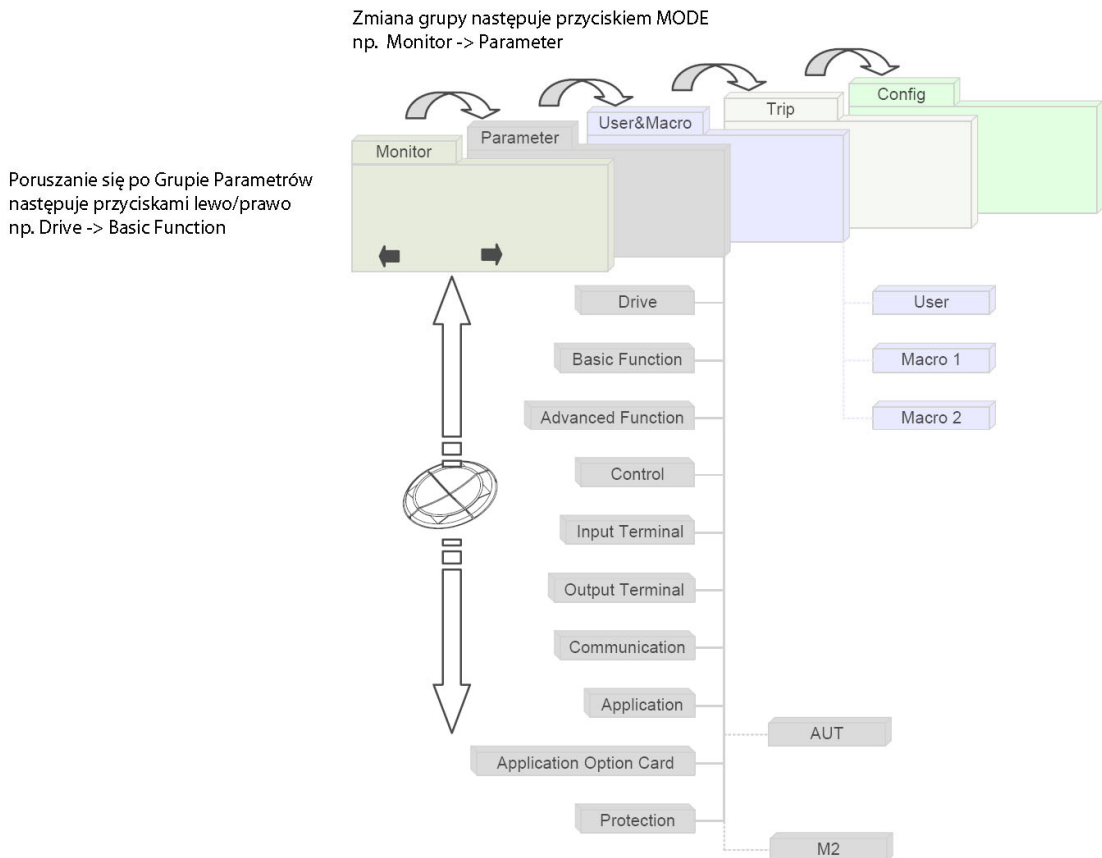 Zmiana grupy następuje przyciskiem MODE
np. Monitor -> Parameter
Config
Trip
User&Macro
Parameter
Monitor
Poruszanie się po Grupie Parametrów
następuje przyciskami lewo/prawo
np. Drive -> Basic Function
Drive
User
Basic Function
Macro 1
Advanced Function
Macro 2
Control
Input Terminal
Output Terminal
Communication
Application
AUT
Application Option Card
Protection
M2